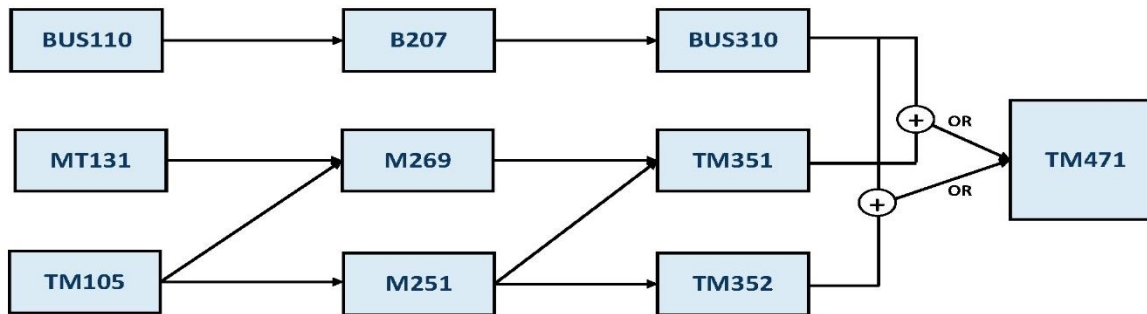 BUS110
B207
BUS310
MT131
M269
TM351
+
OR
TM471
+
OR
TM105
M251
TM352